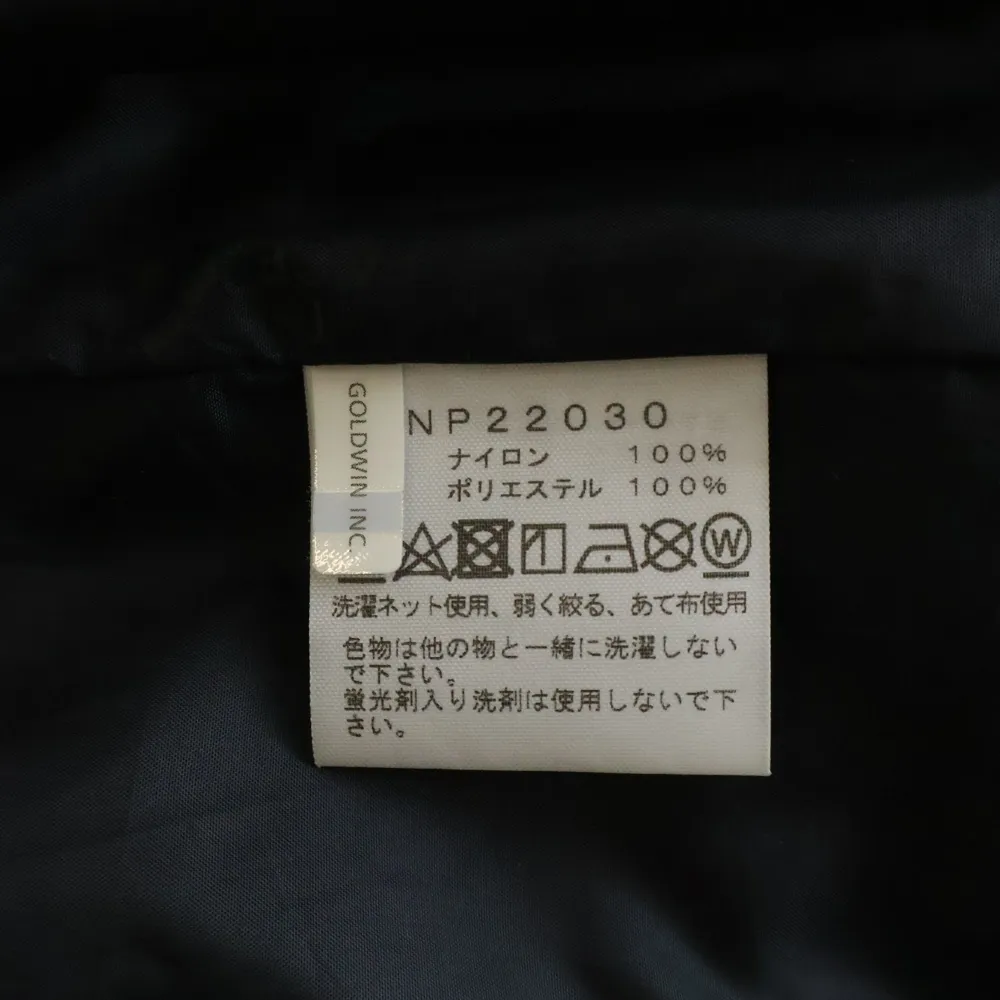 GOLDWIN INC.
NP22030
ナイロン 100%
ポリエステル 100%
W
洗濯ネット使用、弱く絞る、あて布使用
色物は他の物と一緒に洗濯しない
で下さい。
蛍光剤入り洗剤は使用しないで下
さい。